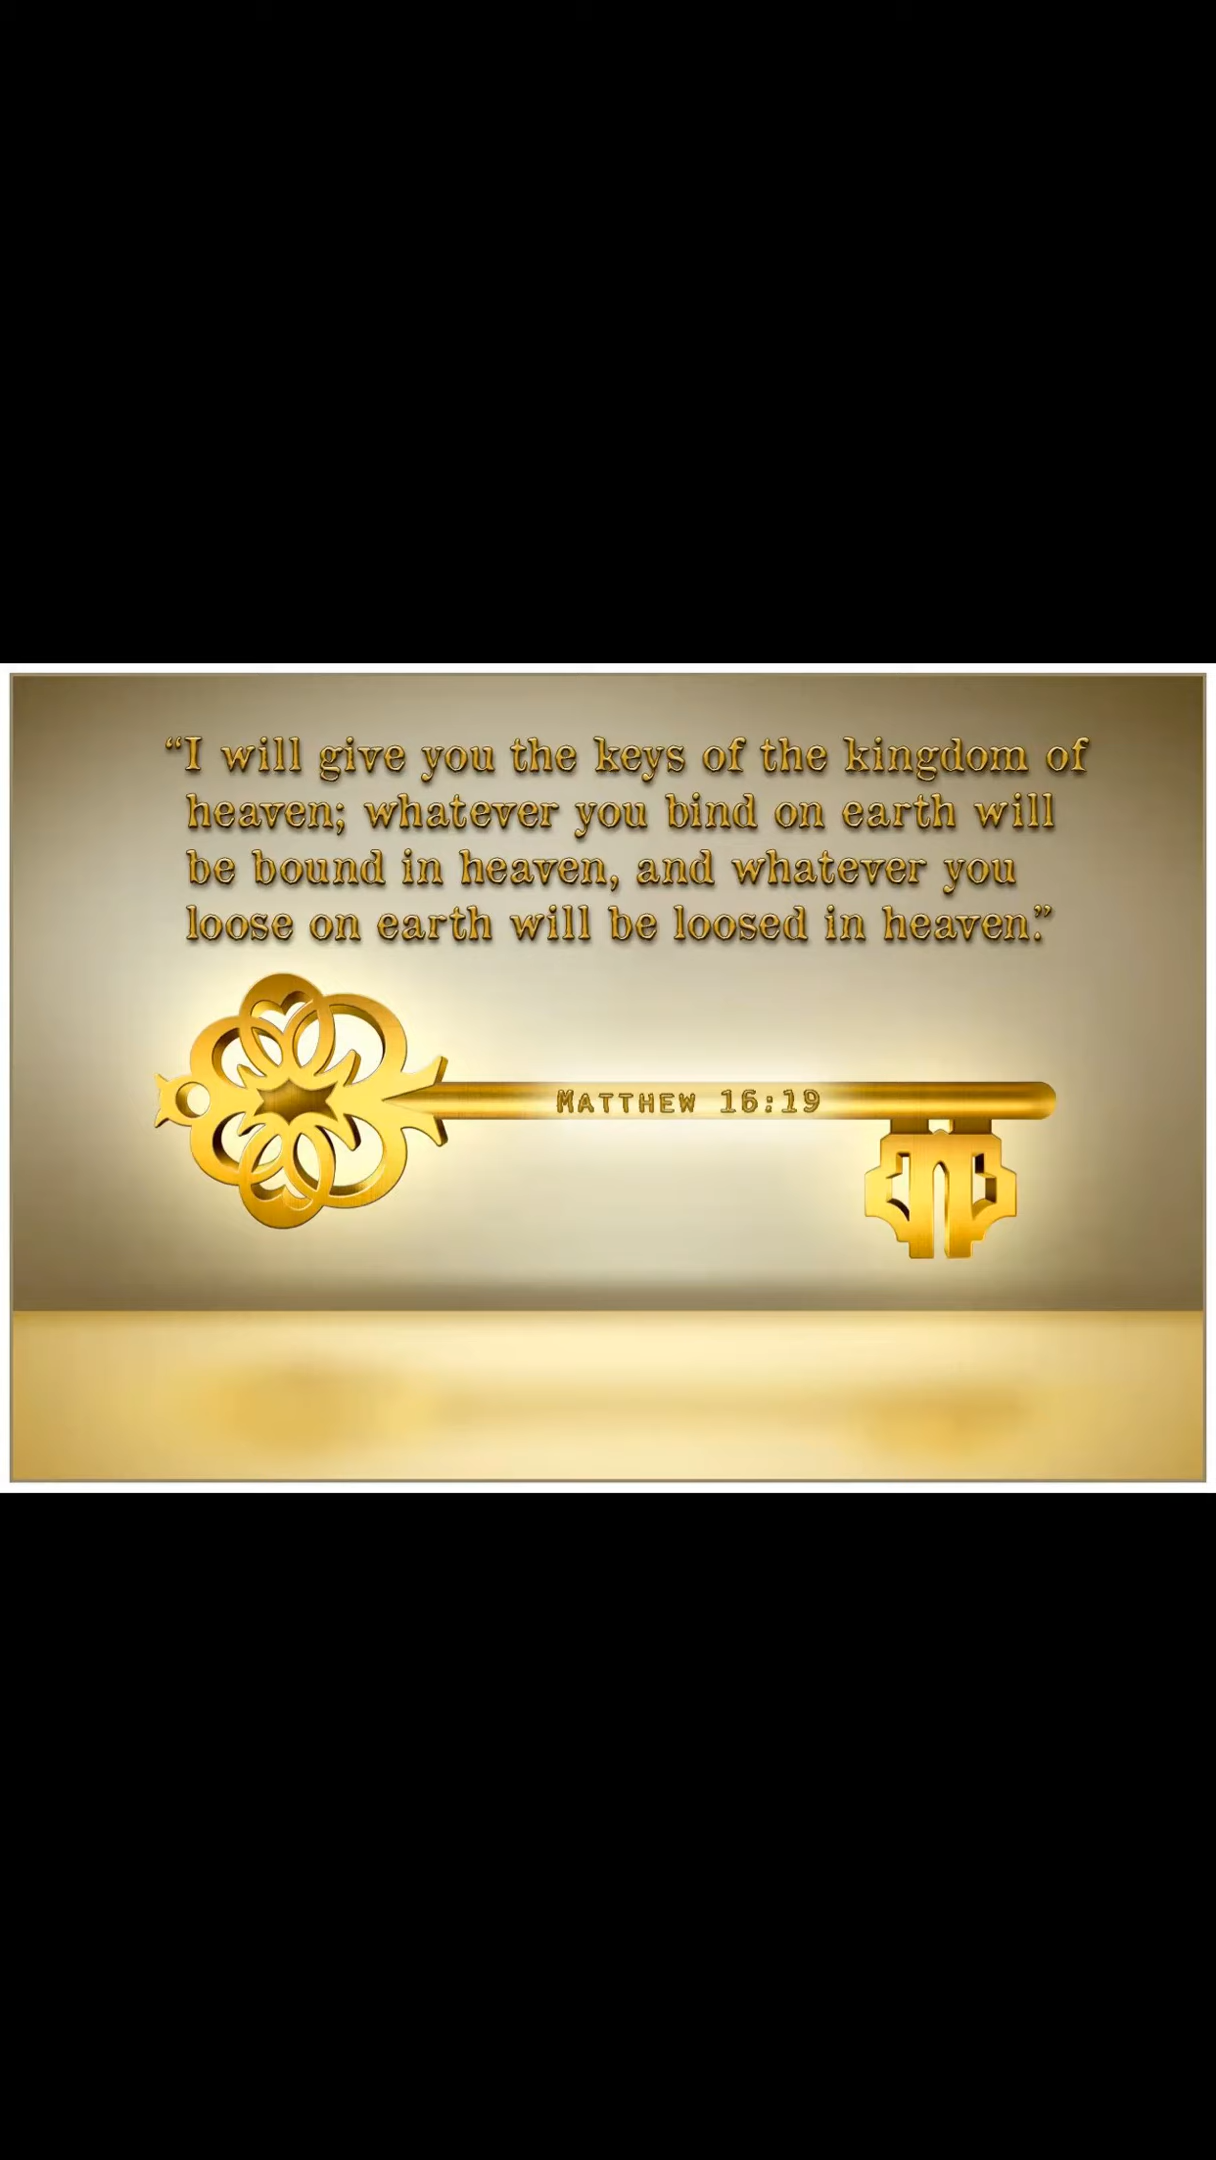 “I will give you the keys of the kingdom of
heaven; whatever you bind on earth will
be bound in heaven, and whatever you
loose on earth will be loosed in heaven.”
MATTHEW 16:19